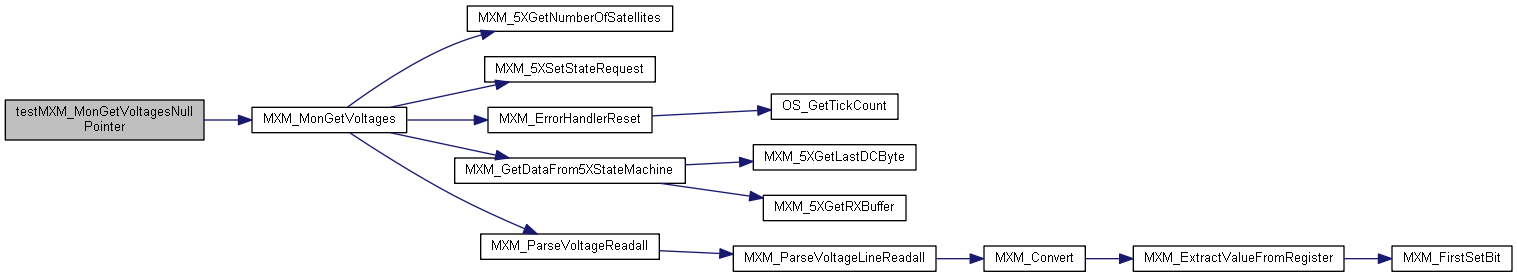 testMXM_MonGetVoltagesNull
Pointer
MXM_MonGetVoltages
MXM_5XGetNumberOfSatellites
MXM_5XSetStateRequest
MXM_ErrorHandlerReset
OS_GetTickCount
MXM_GetDataFrom5XStateMachine
MXM_5XGetLastDCByte
MXM_5XGetRXBuffer
MXM_ParseVoltageReadall
MXM_ParseVoltageLineReadall
MXM_Convert
MXM_ExtractValueFromRegister
MXM_FirstSetBit